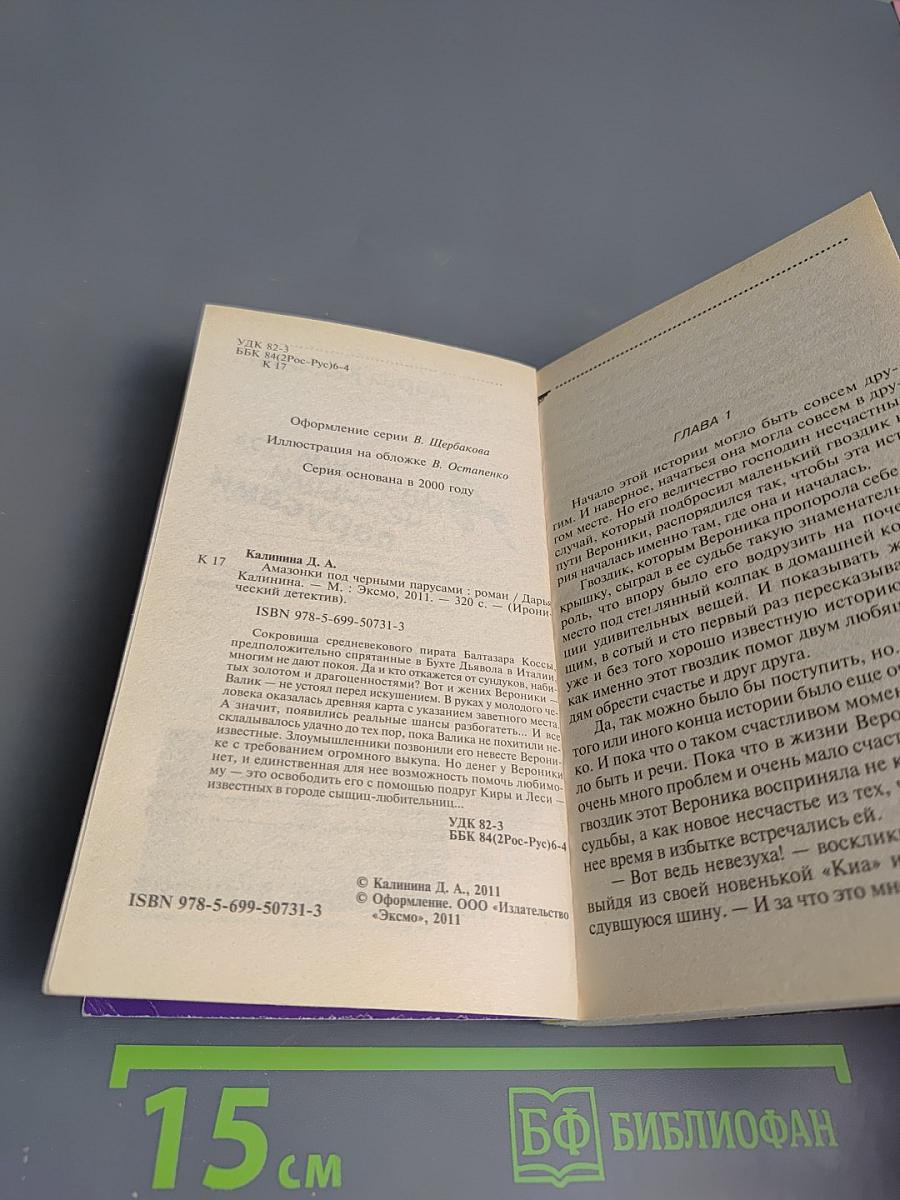 УДК 82-3
ББК 84(2Рос-Рус)6-4
К 17
Оформление серии В. Щербакова
Иллюстрация на обложке В. Остапенко
Серия основана в 2000 году
Калинина Д. А.
К 17 Амазонки под черными парусами : роман / Дарья
Калинина. — М. : Эксмо, 2011. — 320 с. — (Ирони-
ческий детектив).
ISBN 978-5-699-50731-3
Сокровища средневекового пирата Балтазара Коссы,
предположительно спрятанные в Бухте Дьявола в Италии,
многим не дают покоя. Да и кто откажется от сундуков, наби-
тых золотом и драгоценностями? Вот и жених Вероники —
Валик — не устоял перед искушением. В руках у молодого че-
ловека оказалась древняя карта с указанием заветного места.
А значит, появились реальные шансы разбогатеть... И все
складывалось удачно до тех пор, пока Валика не похитили не-
известные. Злоумышленники позвонили его невесте Верони-
ке с требованием огромного выкупа. Но денег у Вероники
нет, и единственная для нее возможность помочь любимо-
му — это освободить его с помощью подруг Киры и Леси —
известных в городе сыщиц-любительниц...
УДК 82-3
ББК 84(2Рос-Рус)6-4
© Калинина Д. А., 2011
© Оформление. ООО «Издательство
«Эксмо», 2011
ISBN 978-5-699-50731-3
ГЛАВА 1
Начало этой истории могло быть совсем дру-
гим. И наверное, начаться она могла совсем в дру-
гом месте. Но его величество господин несчастный
случай, который подбросил маленький гвоздик
пути Вероники, распорядился так, чтобы эта ист
рия началась именно там, где она и началась.
Гвоздик, которым Вероника пропорола себе
крышку, сыграл в ее судьбе такую знаменатель
роль, что впору было его водрузить на поче
место под стеклянный колпак в домашней ко
ции удивительных вещей. И показывать ж
щим, в сотый и сто первый раз пересказыва
уже и без того хорошо известную историю
как именно этот гвоздик помог двум любящ
дям обрести счастье и друг друга.
Да, так можно было бы поступить, но.
того или иного конца истории было еще о
ко. И пока что о таком счастливом момен
ло быть и речи. Пока что в жизни Веро
очень много проблем и очень мало счаст
гвоздик этот Вероника восприняла не к
судьбы, а как новое несчастье из тех, ч
нее время в избытке встречались ей.
— Вот ведь невезуха! — воскликн
выйдя из своей новенькой «Киа» и
сдувшуюся шину. — И за что это мн
15 см
БФ БИБЛИОФАН